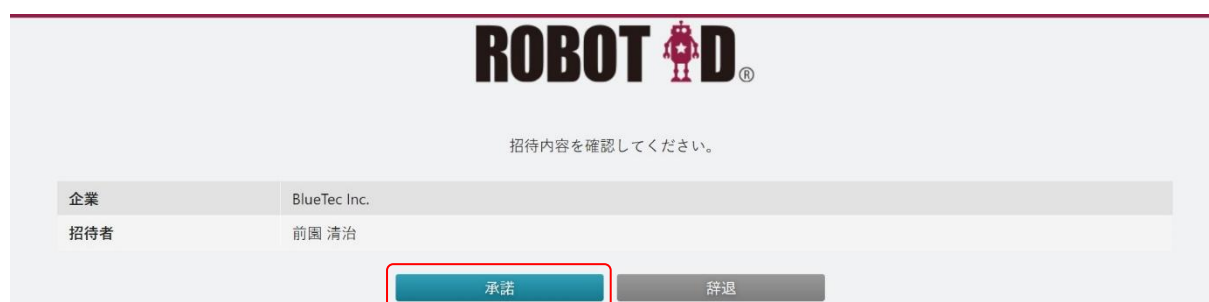 ROBOT ID®
招待内容を確認してください。
企業 BlueTec Inc.
招待者 前園 清治
承諾 辞退